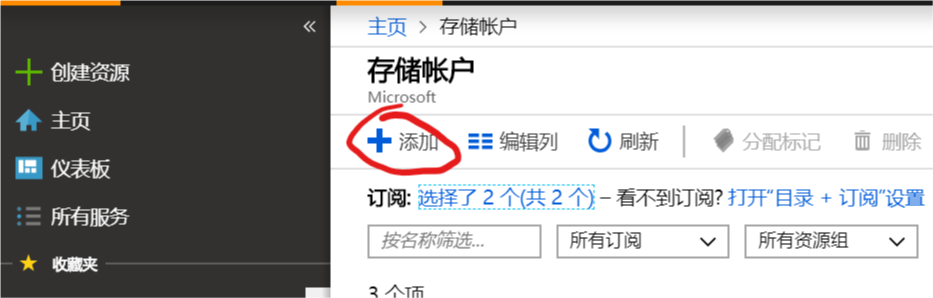 «
创建资源
主页
仪表板
所有服务
收藏夹
主页 > 存储帐户
存储帐户
Microsoft
添加 编辑列 刷新 分配标记 删除
订阅: 选择了 2 个(共 2 个) – 看不到订阅? 打开“目录 + 订阅”设置
按名称筛选... 所有订阅 所有资源组
3 个项